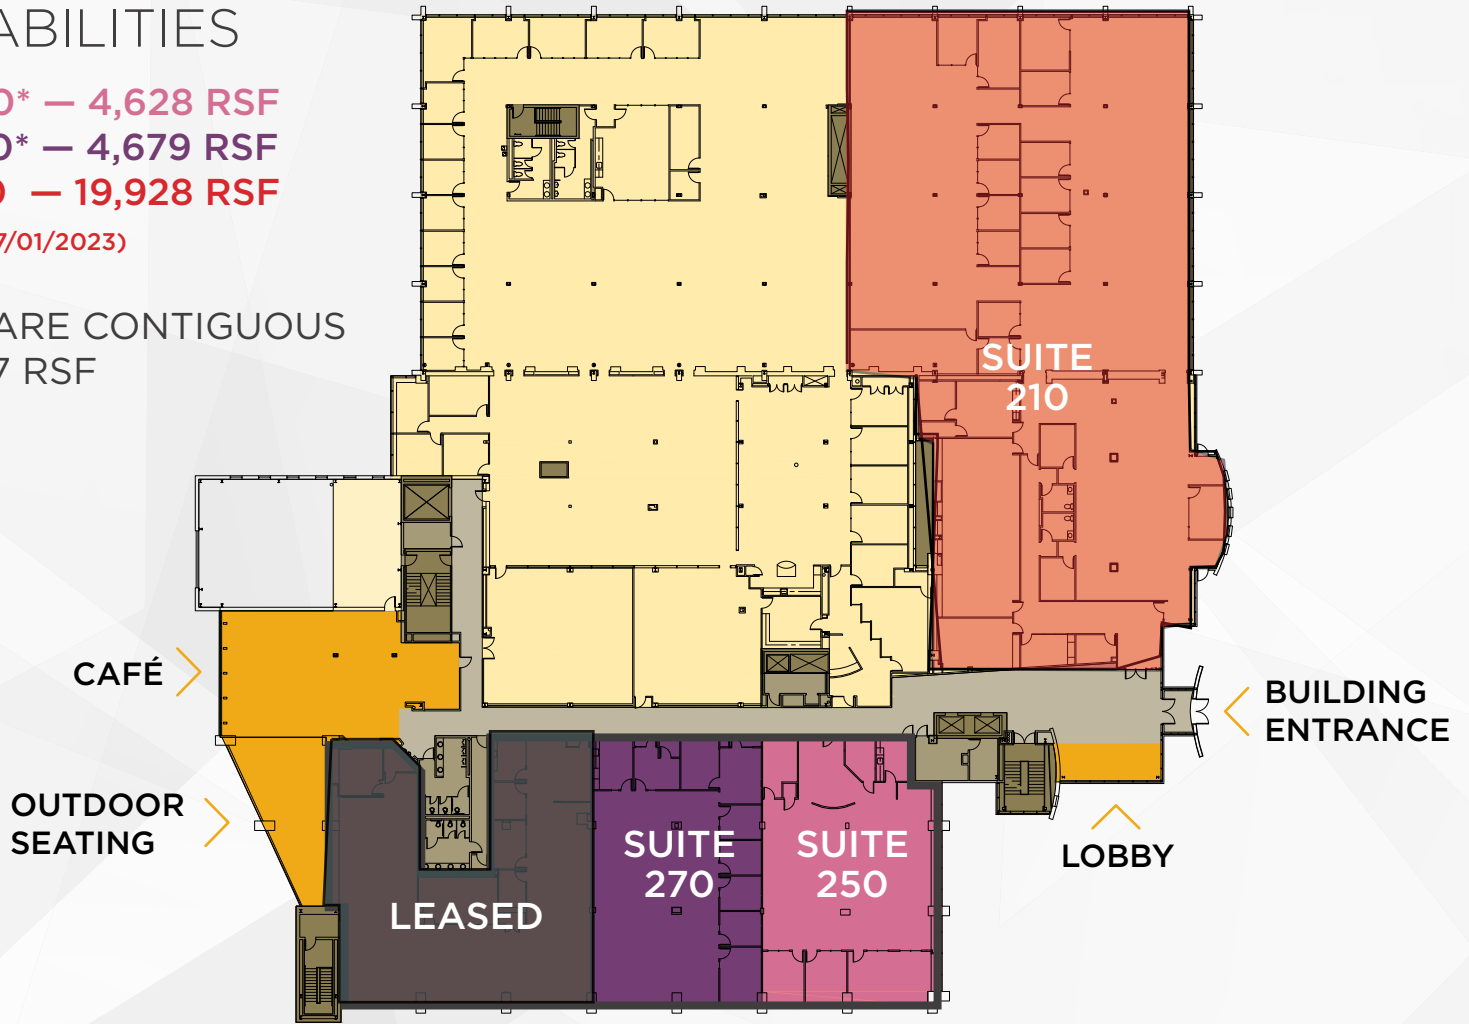 ABILITIES
0* — 4,628 RSF
0* — 4,679 RSF
0 — 19,928 RSF
7/01/2023)
ARE CONTIGUOUS
7 RSF
SUITE
210
CAFÉ
BUILDING
ENTRANCE
OUTDOOR
SEATING
SUITE
270
SUITE
250
LOBBY
LEASED